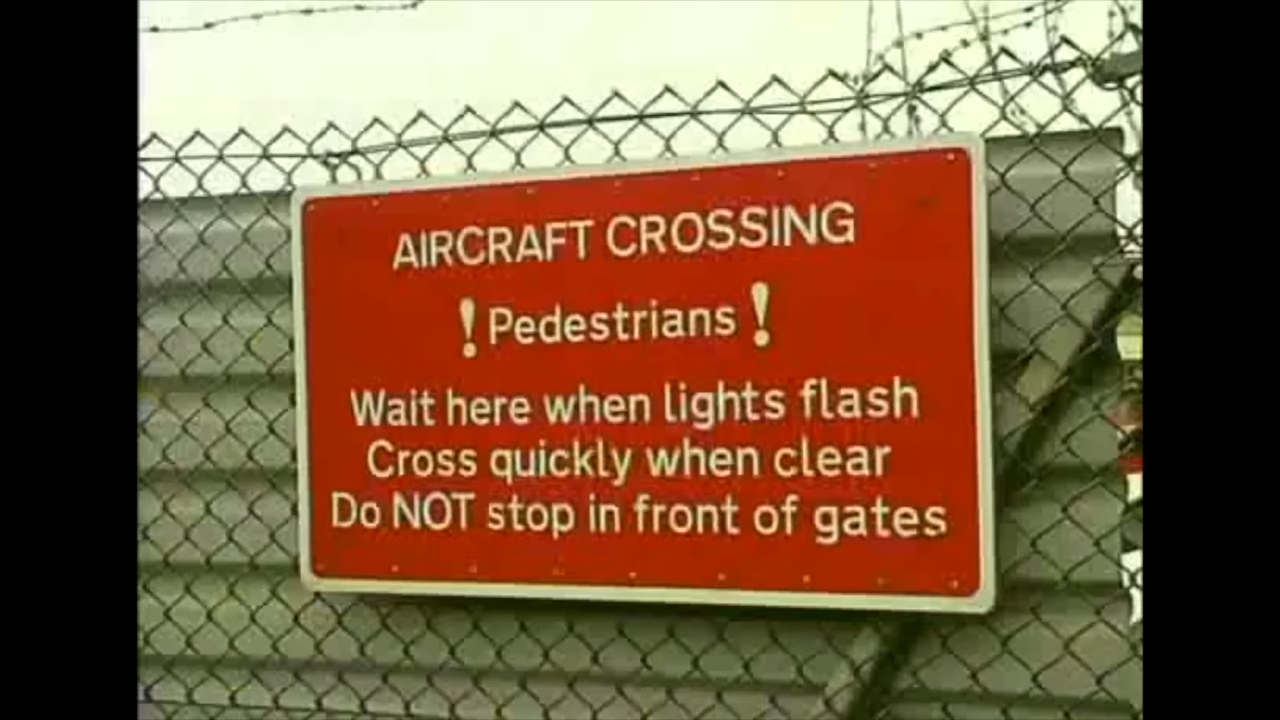 AIRCRAFT CROSSING
! Pedestrians !
Wait here when lights flash
Cross quickly when clear
Do NOT stop in front of gates